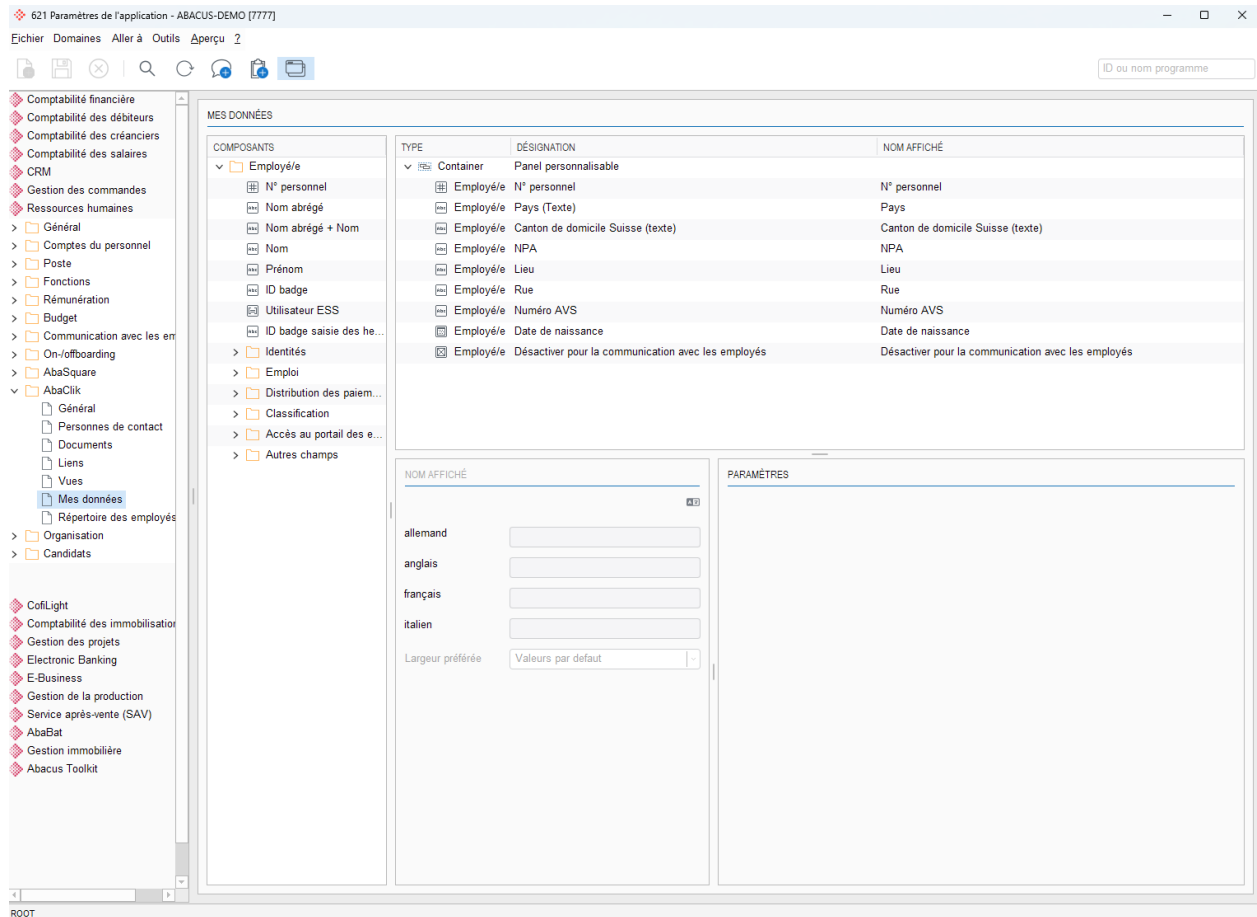 621 Paramètres de l'application - ABACUS-DEMO [7777]
Fichier Domaines Aller à Outils Aperçu ?
ID ou nom programme
Comptabilité financière
Comptabilité des débiteurs
Comptabilité des créanciers
Comptabilité des salaires
CRM
Gestion des commandes
Ressources humaines
Général
Comptes du personnel
Poste
Fonctions
Rémunération
Budget
Communication avec les em
On-/offboarding
AbaSquare
AbaClik
Général
Personnes de contact
Documents
Liens
Vues
Mes données
Répertoire des employés
Organisation
Candidats
CofiLight
Comptabilité des immobilisation
Gestion des projets
Electronic Banking
E-Business
Gestion de la production
Service après-vente (SAV)
AbaBat
Gestion immobilière
Abacus Toolkit
MES DONNÉES
COMPOSANTS
Employé/e
N° personnel
Nom abrégé
Nom abrégé + Nom
Nom
Prénom
ID badge
Utilisateur ESS
ID badge saisie des he...
Identités
Emploi
Distribution des paiem...
Classification
Accès au portail des e...
Autres champs
TYPE DÉSIGNATION NOM AFFICHÉ
Container Panel personnalisable
Employé/e N° personnel N° personnel
Employé/e Pays (Texte) Pays
Employé/e Canton de domicile Suisse (texte) Canton de domicile Suisse (texte)
Employé/e NPA NPA
Employé/e Lieu Lieu
Employé/e Rue Rue
Employé/e Numéro AVS Numéro AVS
Employé/e Date de naissance Date de naissance
Employé/e Désactiver pour la communication avec les employés Désactiver pour la communication avec les employés
NOM AFFICHÉ
allemand
anglais
français
italien
Largeur préférée Valeurs par defaut
PARAMÈTRES
ROOT